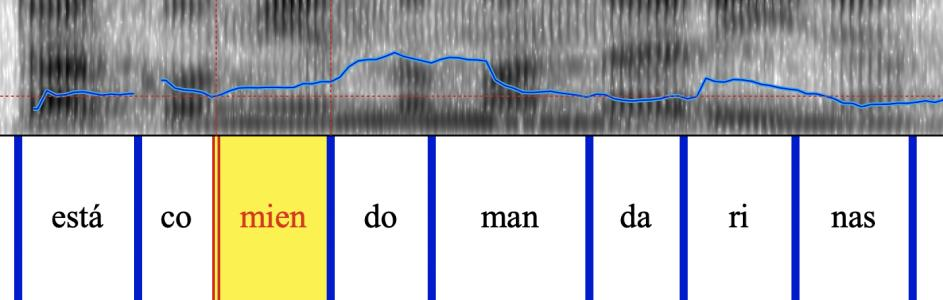 está co mien do man da ri nas